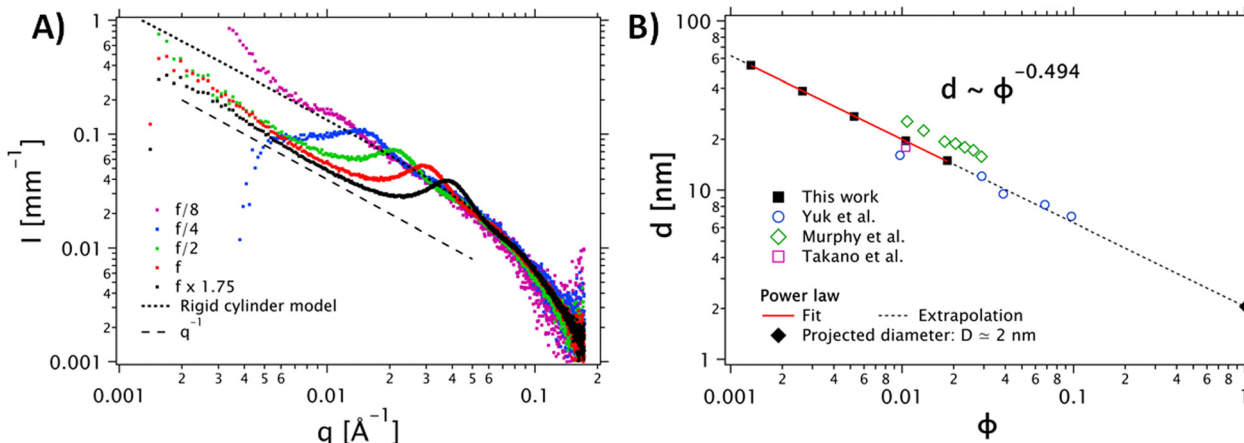 A)
I [mm⁻¹]
1
8
6
4
2
0.1
8
6
4
2
0.01
8
6
4
2
0.001
f/8
f/4
f/2
f
f x 1.75
Rigid cylinder model
q⁻¹
0.001
2
3
4
5
6
0.01
2
3
4
5
6
0.1
2
q [Å⁻¹]
B)
d [nm]
100
8
6
4
2
10
8
6
4
2
1
d ~ ϕ⁻⁰·⁴⁹⁴
This work
Yuk et al.
Murphy et al.
Takano et al.
Power law
Fit
Extrapolation
Projected diameter: D ≃ 2 nm
0.001
2
4
6
8
0.01
2
4
6
8
0.1
2
4
6
8
1
ϕ